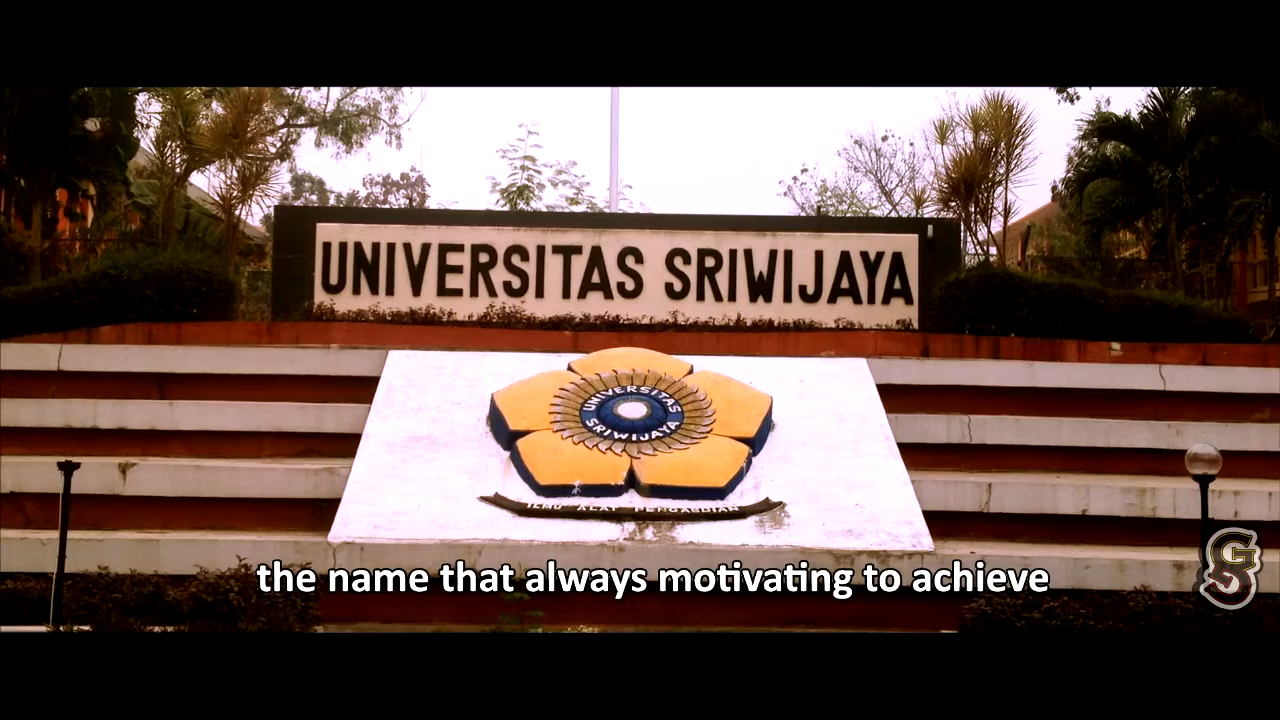 UNIVERSITAS SRIWIJAYA
UNIVERSITAS
SRIWIJAYA
ILMU ALAT PENGABDIAN
the name that always motivating to achieve